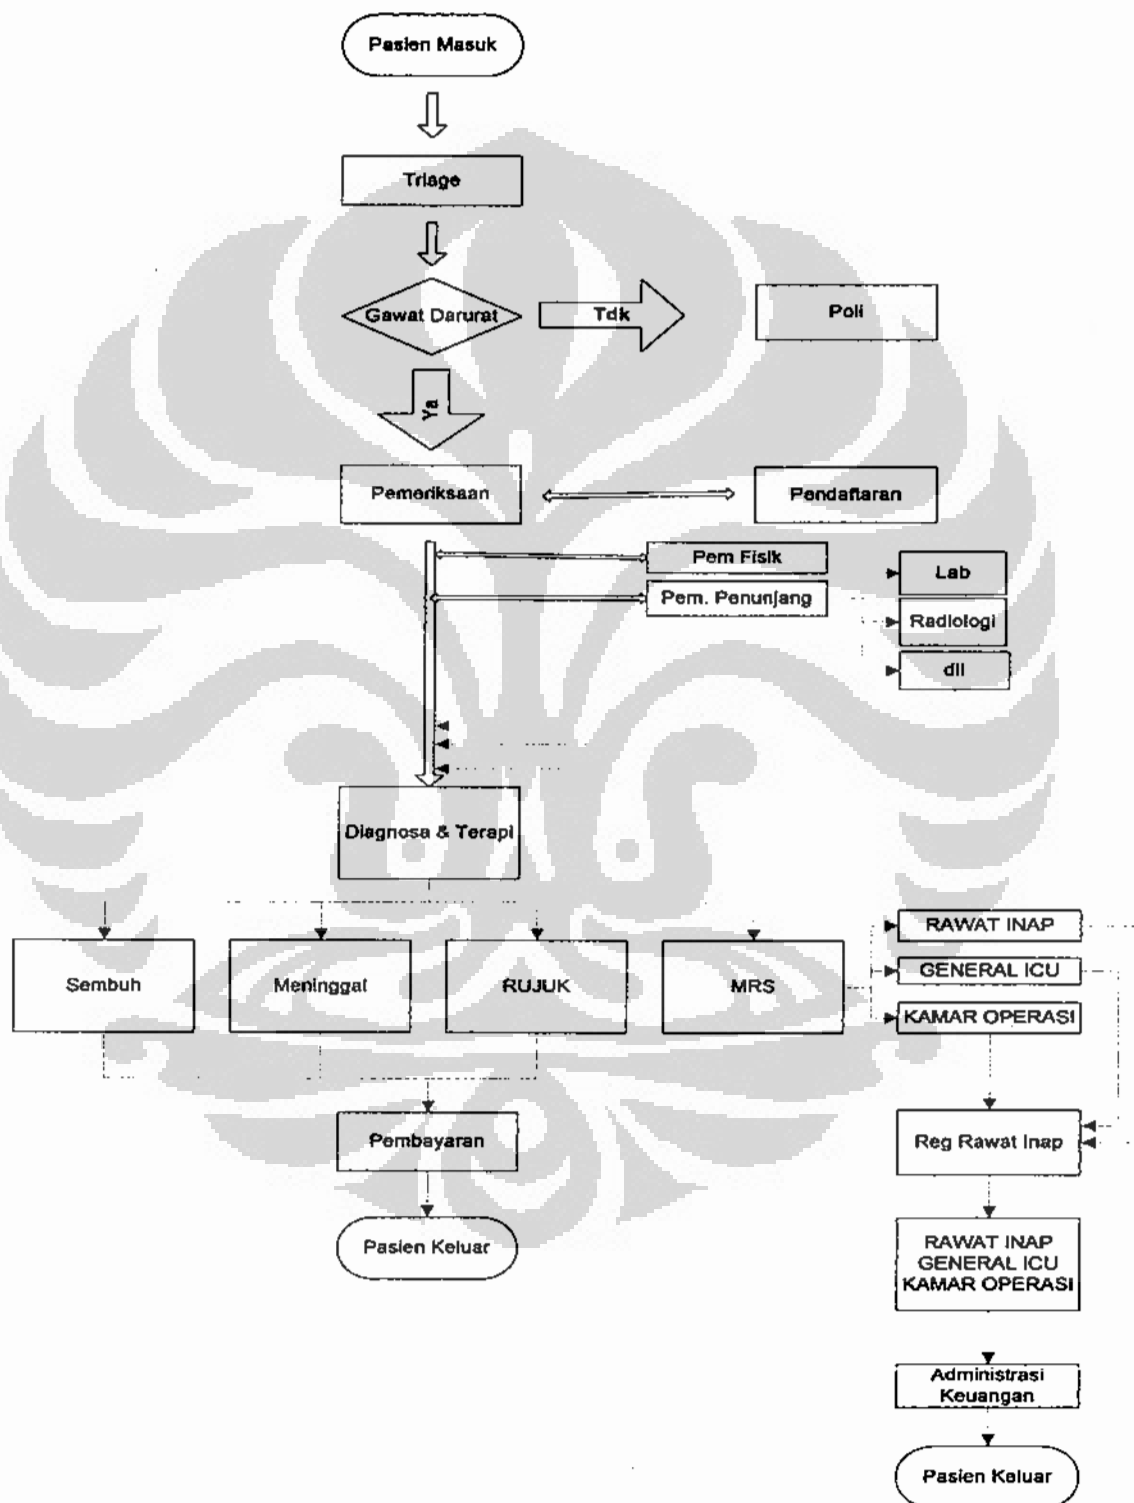 Pasien Masuk
Triage
Gawat Darurat
Tdk
Poli
Ya
Pemeriksaan
Pendaftaran
Pem Fisik
Pem. Penunjang
Lab
Radiologi
dll
Diagnosa & Terapi
Sembuh
Meninggal
RUJUK
MRS
RAWAT INAP
GENERAL ICU
KAMAR OPERASI
Pembayaran
Reg Rawat Inap
Pasien Keluar
RAWAT INAP
GENERAL ICU
KAMAR OPERASI
Administrasi
Keuangan
Pasien Keluar